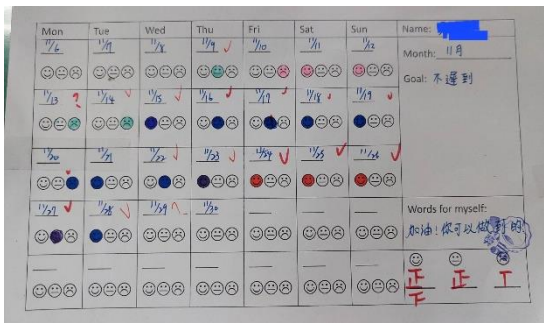 Mon Tue Wed Thu Fri Sat Sun
11/6 11/7 11/8 11/9 ✓ 11/10 11/11 11/12
11/13 ? 11/14 ✓ 11/15 ✓ 11/16 ✓ 11/17 ✓ 11/18 ✓ 11/19 ✓
11/20 11/21 11/22 ✓ 11/23 ✓ 11/24 ✓ 11/25 ✓ 11/26 ✓
11/27 ✓ 11/28 ✓ 11/29 11/30
Name:
Month: 11月
Goal: 不遲到
Words for myself:
加油!你可以做到的
正 正 T